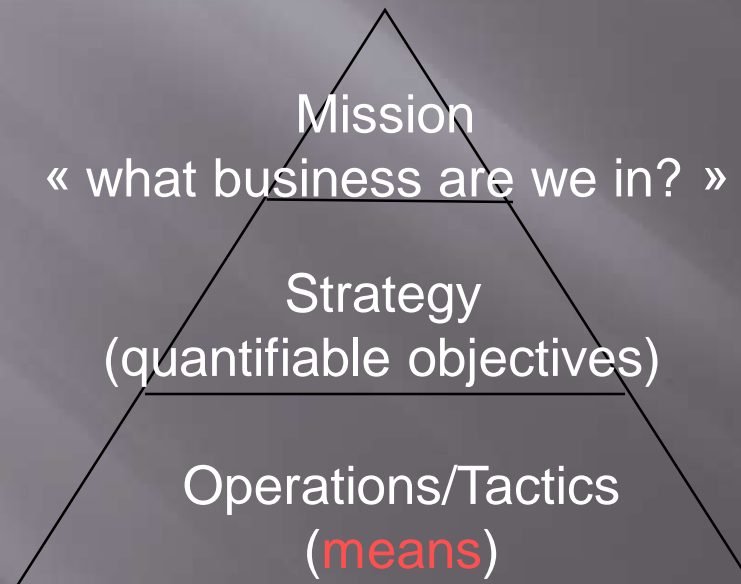 Mission
« what business are we in? »
Strategy
(quantifiable objectives)
Operations/Tactics
(means)